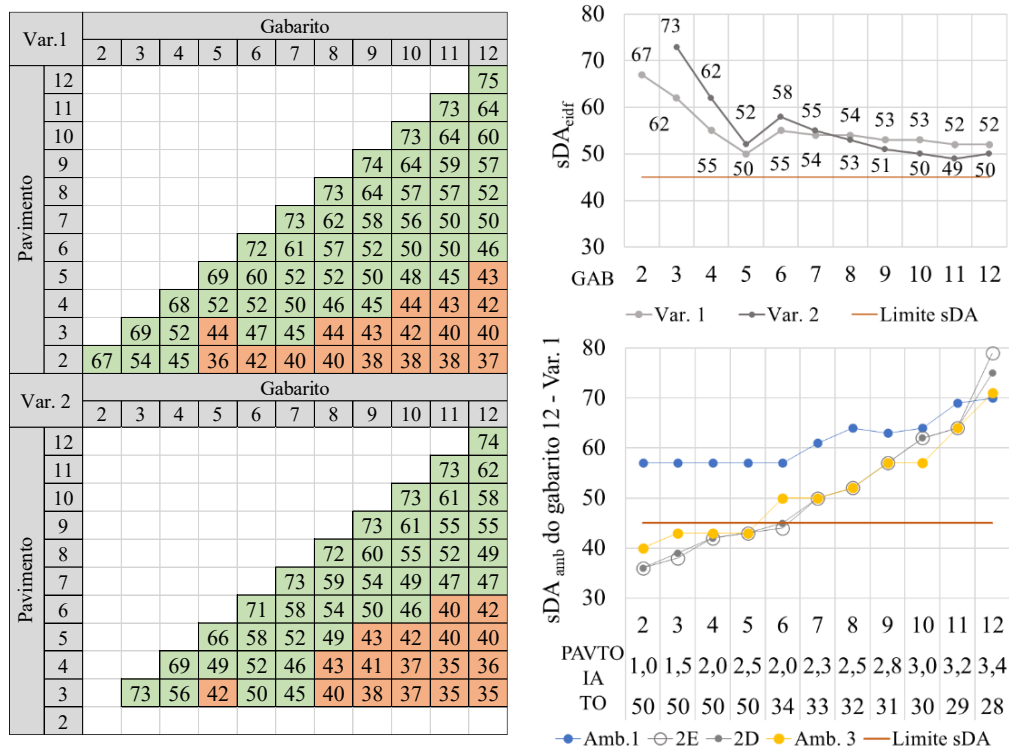 Var.1
Gabarito
2 3 4 5 6 7 8 9 10 11 12
Pavimento
12 75
11 73 64
10 73 64 60
9 74 64 59 57
8 73 64 57 57 52
7 73 62 58 56 50 50
6 72 61 57 52 50 50 46
5 69 60 52 52 50 48 45 43
4 68 52 52 50 46 45 44 43 42
3 69 52 44 47 45 44 43 42 40 40
2 67 54 45 36 42 40 40 38 38 38 37
Var. 2
Gabarito
2 3 4 5 6 7 8 9 10 11 12
Pavimento
12 74
11 73 62
10 73 61 58
9 73 61 55 55
8 72 60 55 52 49
7 73 59 54 49 47 47
6 71 58 54 50 46 40 42
5 66 58 52 49 43 42 40 40
4 69 49 52 46 43 41 37 35 36
3 73 56 42 50 45 40 38 37 35 35
2
sDAeidf
80
70
60
50
40
30
67 73 62 52 58 55 54 53 53 52 52
62 55 50 55 54 53 51 50 49 50
GAB 2 3 4 5 6 7 8 9 10 11 12
Var. 1 Var. 2 Limite sDA
sDA amb do gabarito 12 - Var. 1
80
70
60
50
40
30
2 3 4 5 6 7 8 9 10 11 12
PAVTO
IA 1,0 1,5 2,0 2,5 2,0 2,3 2,5 2,8 3,0 3,2 3,4
TO 50 50 50 50 34 33 32 31 30 29 28
Amb.1 2E 2D Amb. 3 Limite sDA